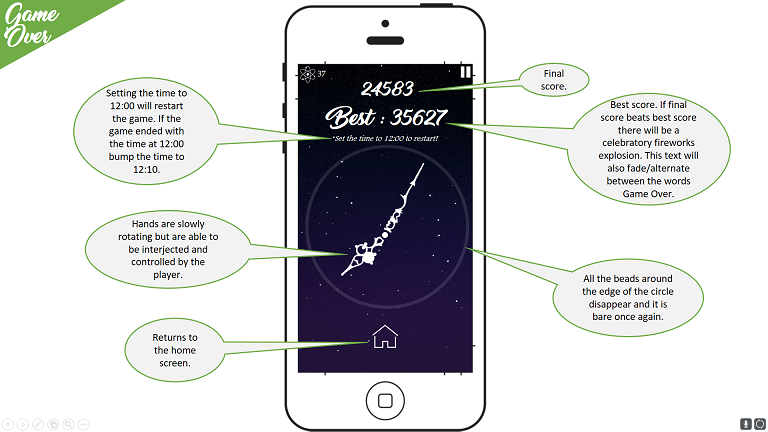 Game
Over
37
24583
Best : 35627
*Set the time to 12:00 to restart!
Setting the time to
12:00 will restart
the game. If the
game ended with
the time at 12:00
bump the time to
12:10.
Final
score.
Best score. If final
score beats best score
there will be a
celebratory fireworks
explosion. This text will
also fade/alternate
between the words
Game Over.
Hands are slowly
rotating but are able to
be interjected and
controlled by the
player.
All the beads around
the edge of the circle
disappear and it is
bare once again.
Returns to
the home
screen.